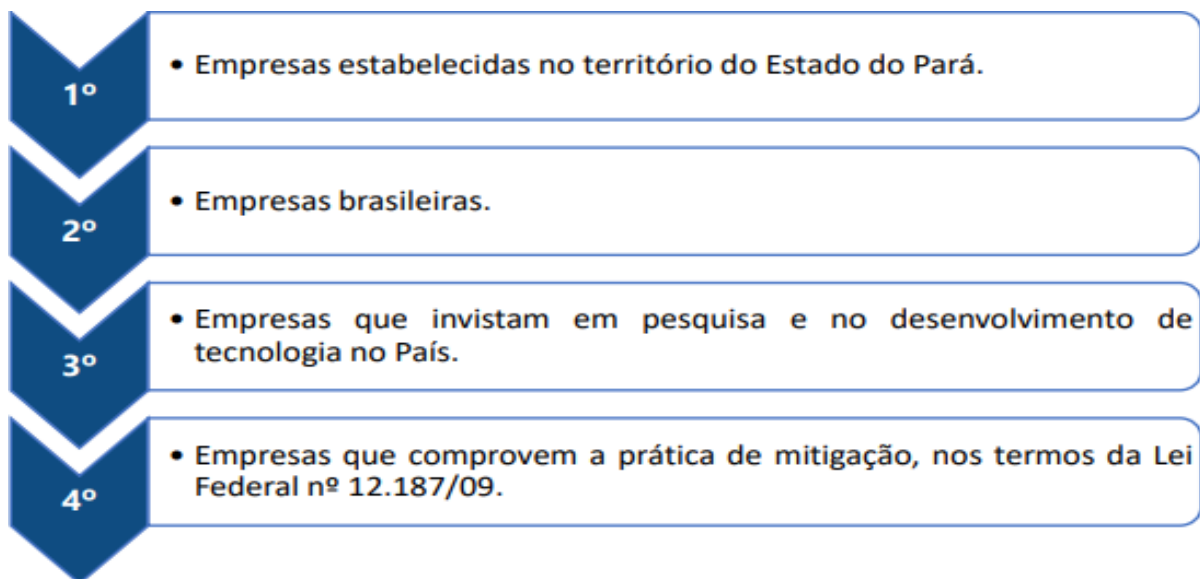 1º
• Empresas estabelecidas no território do Estado do Pará.
2º
• Empresas brasileiras.
3º
• Empresas que invistam em pesquisa e no desenvolvimento de
tecnologia no País.
4º
• Empresas que comprovem a prática de mitigação, nos termos da Lei
Federal nº 12.187/09.